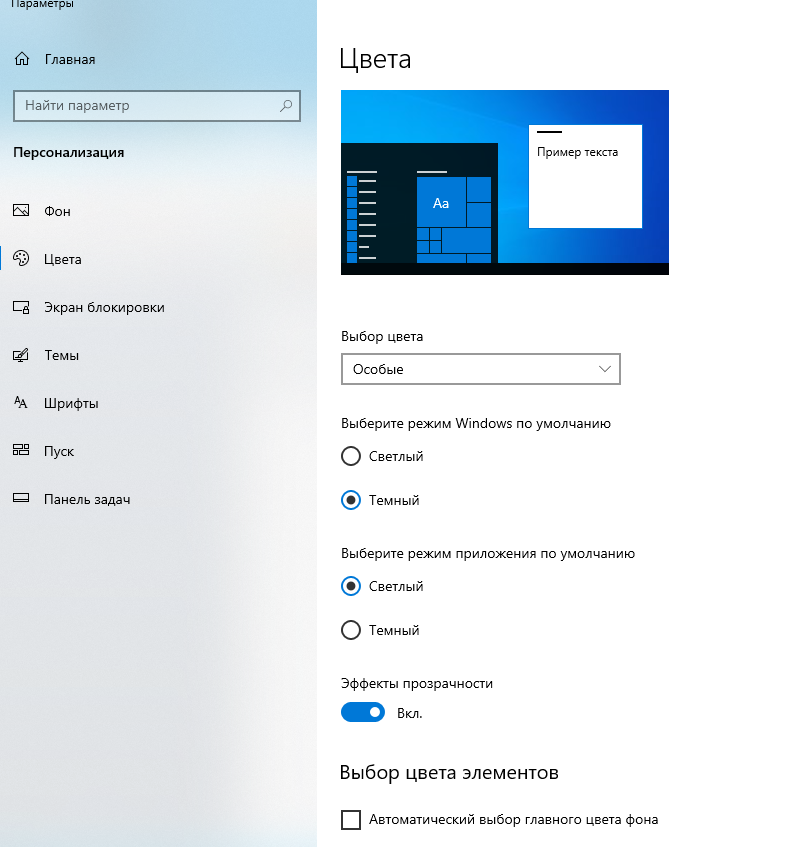 Параметры
Главная
Найти параметр
Персонализация
Фон
Цвета
Экран блокировки
Темы
Шрифты
Пуск
Панель задач
Цвета
Пример текста
Aa
Выбор цвета
Особые
Выберите режим Windows по умолчанию
Светлый
Темный
Выберите режим приложения по умолчанию
Светлый
Темный
Эффекты прозрачности
Вкл.
Выбор цвета элементов
Автоматический выбор главного цвета фона